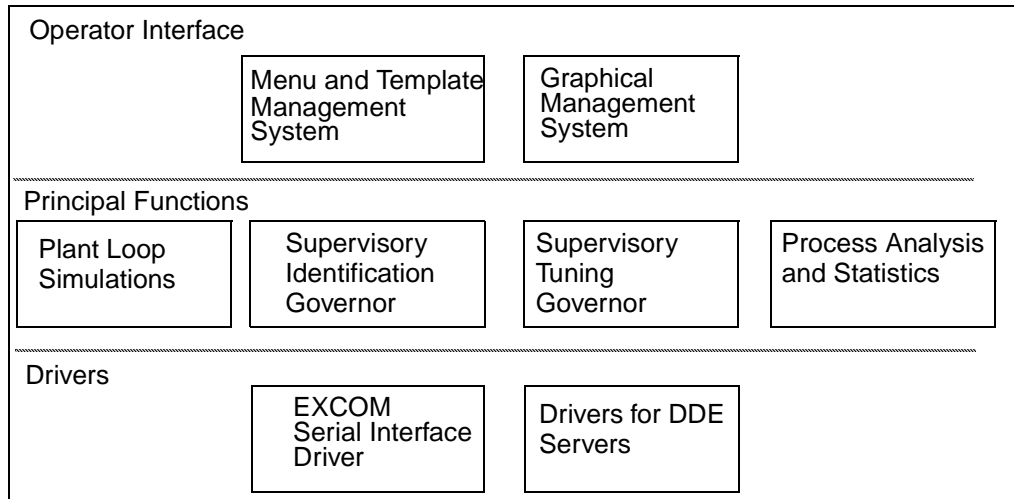 Operator Interface
Menu and Template
Management
System
Graphical
Management
System
Principal Functions
Plant Loop
Simulations
Supervisory
Identification
Governor
Supervisory
Tuning
Governor
Process Analysis
and Statistics
Drivers
EXCOM
Serial Interface
Driver
Drivers for DDE
Servers